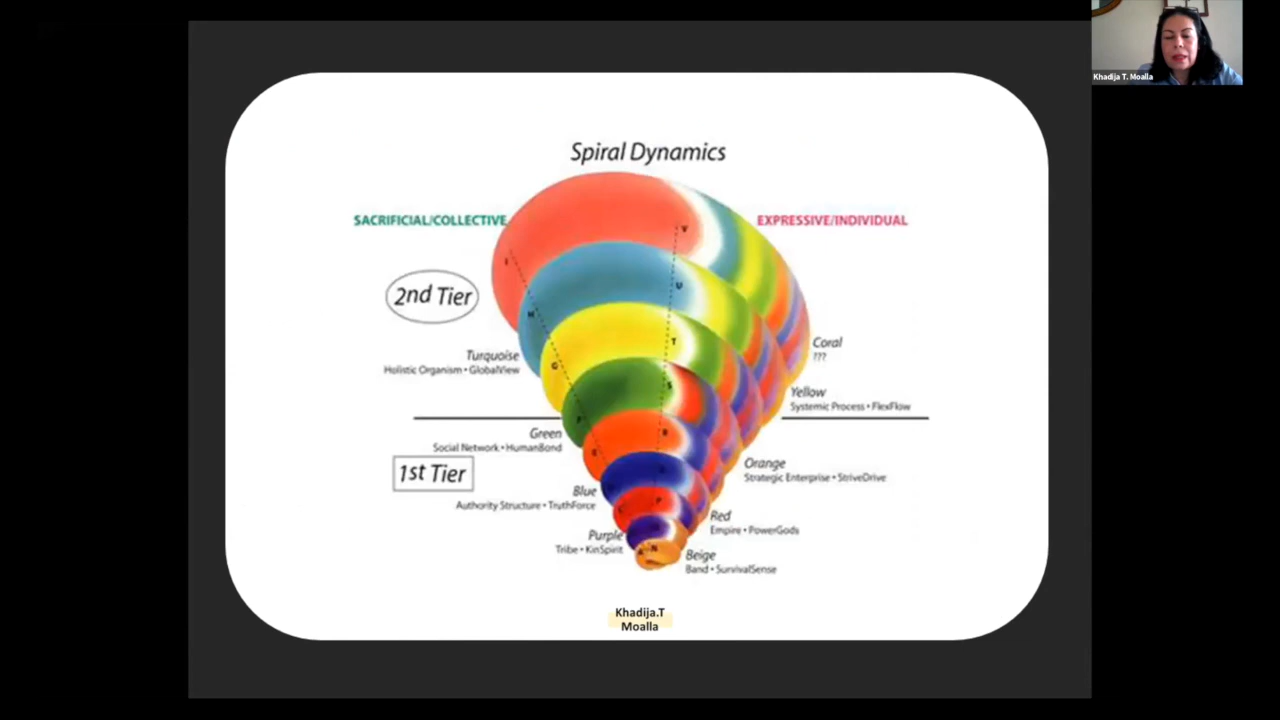 Khadija T. Moalla
Spiral Dynamics
SACRIFICIAL/COLLECTIVE
EXPRESSIVE/INDIVIDUAL
V
I
2nd Tier
U
H
T
Coral
???
Turquoise
Holistic Organism • GlobalView
G
S
Yellow
Systemic Process • FlexFlow
F
Green
Social Network • HumanBond
R
E
1st Tier
Orange
Strategic Enterprise • StriveDrive
Blue
Authority Structure • TruthForce
P
C
Red
Empire • PowerGods
Purple
Tribe • KinSpirit
A
N
Beige
Band • SurvivalSense
Khadija.T
Moalla